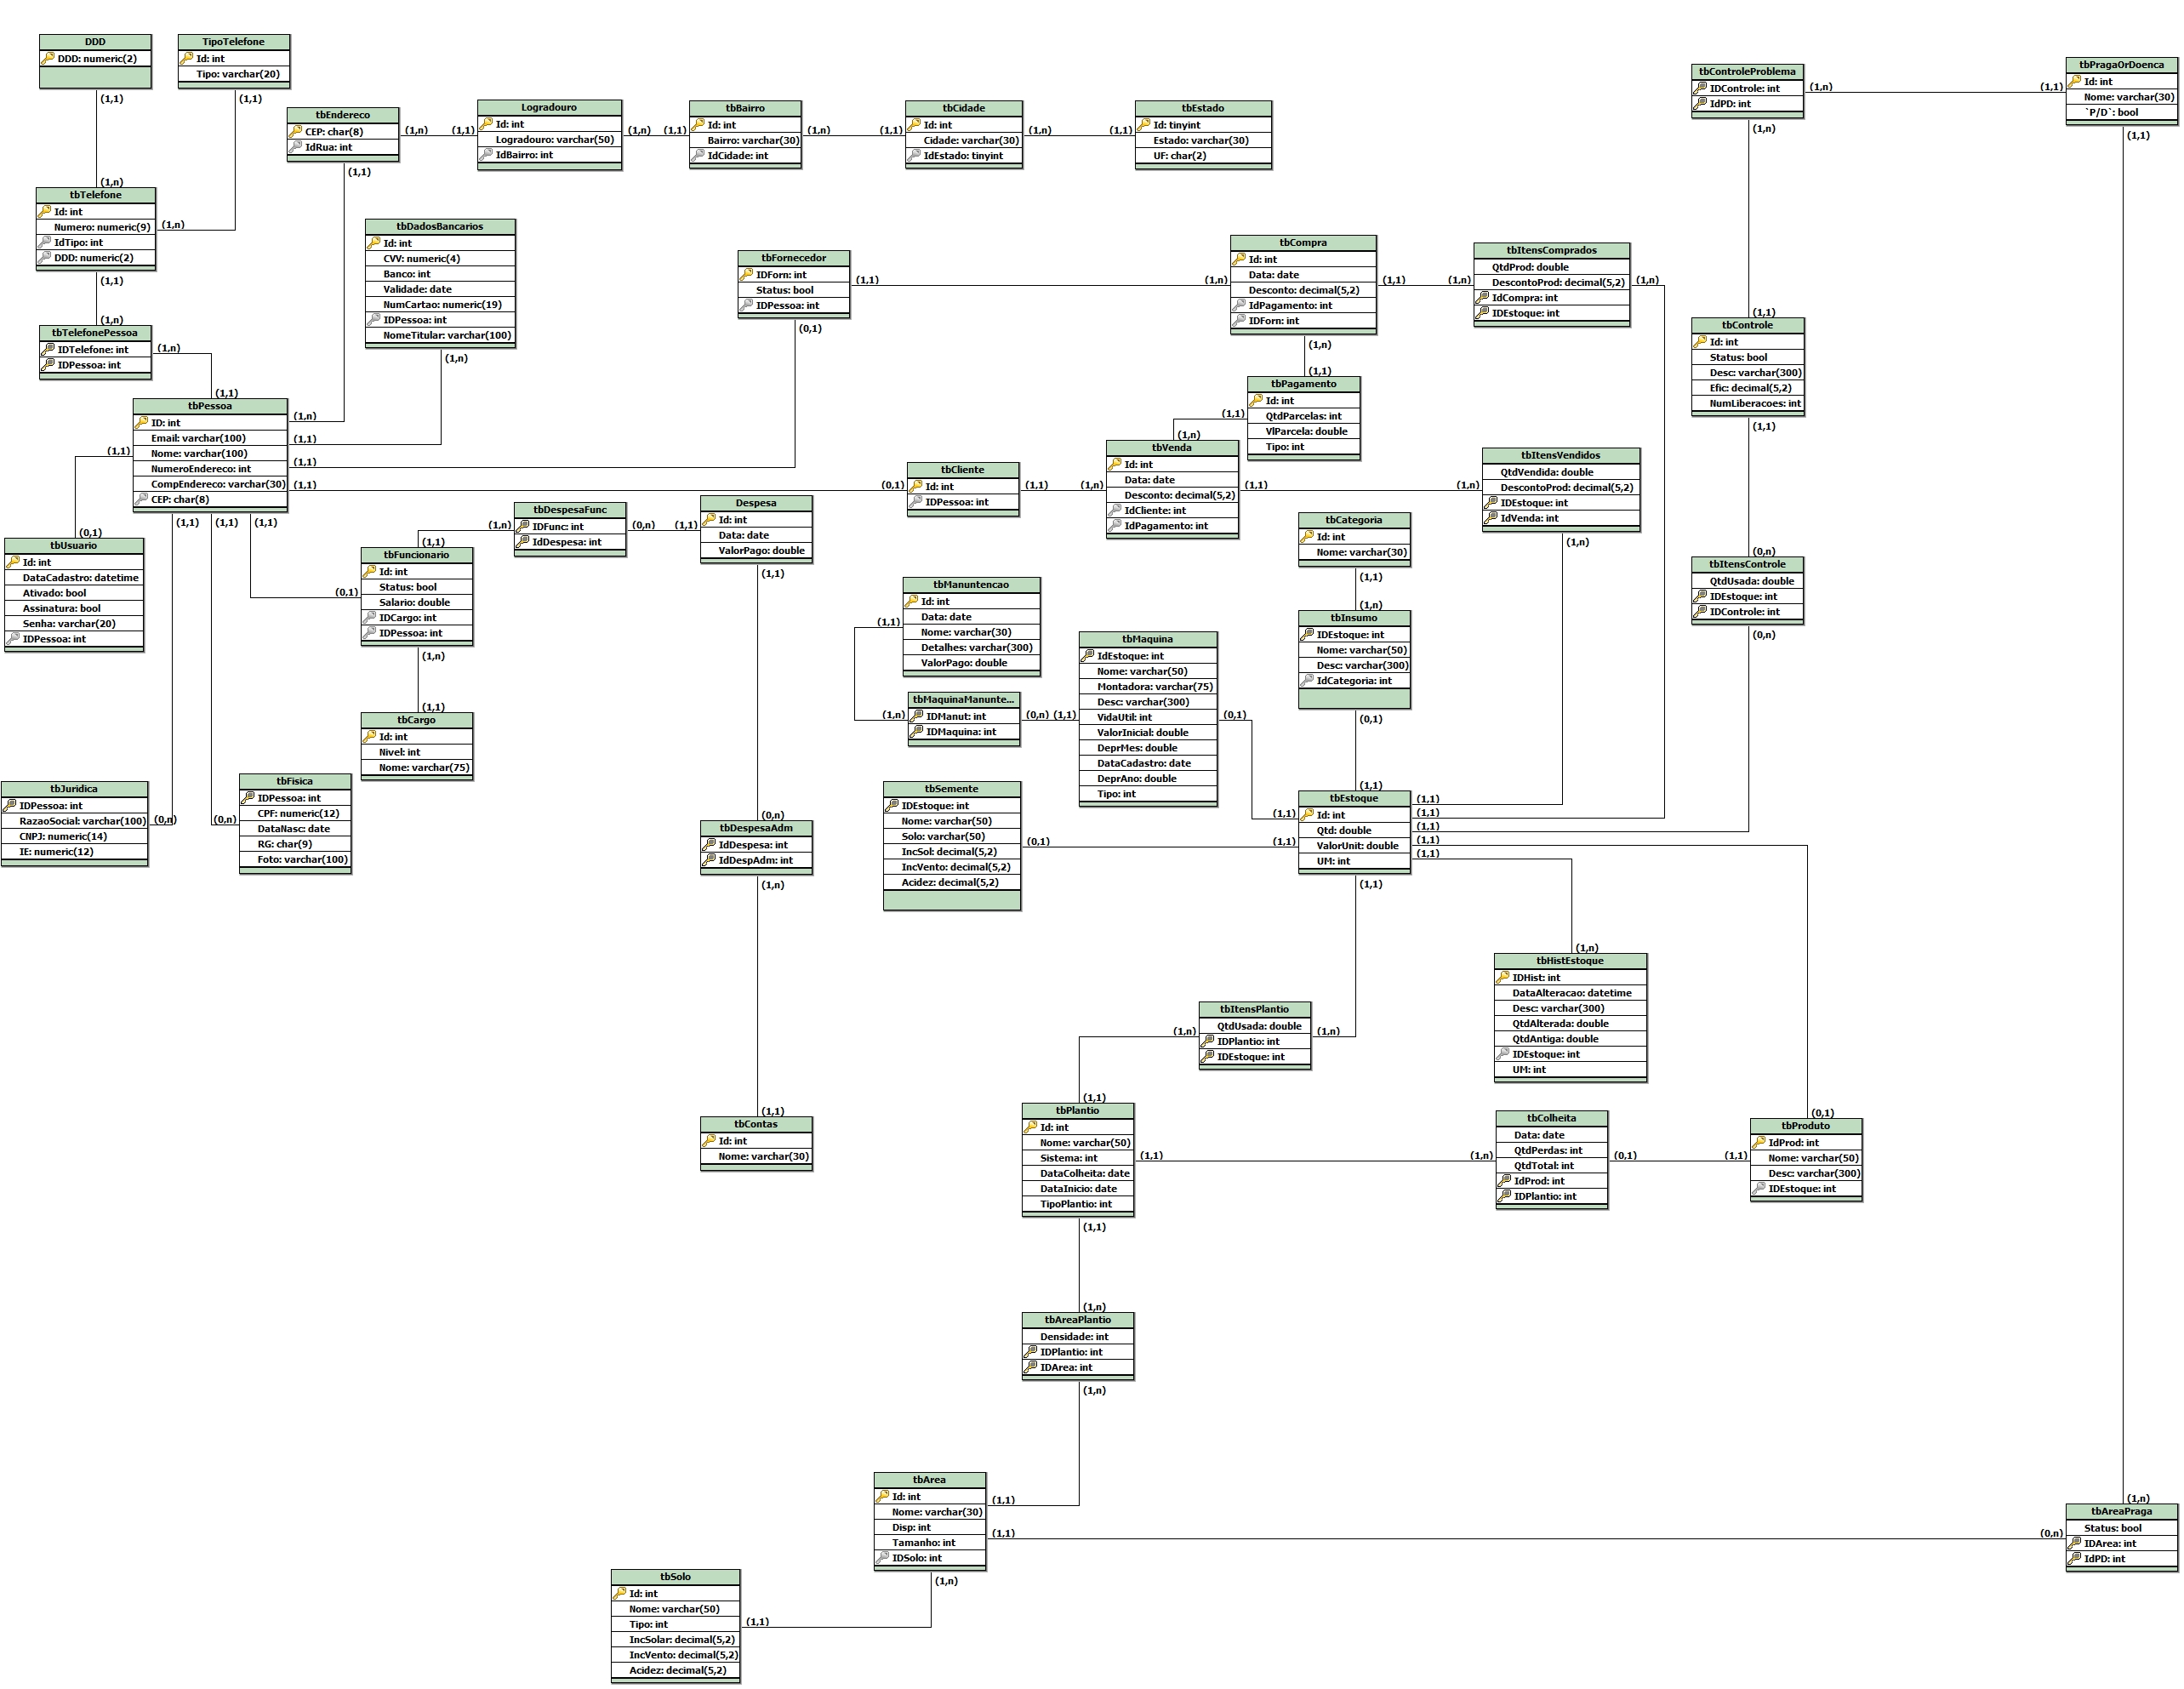 DDD
DDD: numeric(2)
(1,1)
TipoTelefone
Id: int
Tipo: varchar(20)
(1,1)
tbEndereco
CEP: char(8)
IdRua: int
(1,n)
(1,1)
(1,1)
Logradouro
Id: int
Logradouro: varchar(50)
IdBairro: int
(1,n)
(1,1)
tbBairro
Id: int
Bairro: varchar(30)
IdCidade: int
(1,n)
(1,1)
tbCidade
Id: int
Cidade: varchar(30)
IdEstado: tinyint
(1,n)
(1,1)
tbEstado
Id: tinyint
Estado: varchar(30)
UF: char(2)
tbControleProblema
IDControle: int
IdPD: int
(1,n)
(1,1)
(1,n)
tbPragaOrDoenca
Id: int
Nome: varchar(30)
`P/D`: bool
(1,1)
(1,n)
tbTelefone
Id: int
Numero: numeric(9)
IdTipo: int
DDD: numeric(2)
(1,n)
(1,1)
(1,n)
tbTelefonePessoa
IDTelefone: int
IDPessoa: int
(1,n)
(1,1)
tbDadosBancarios
Id: int
CVV: numeric(4)
Banco: int
Validade: date
NumCartao: numeric(19)
IDPessoa: int
NomeTitular: varchar(100)
(1,n)
tbFornecedor
IDForn: int
Status: bool
IDPessoa: int
(1,1)
(0,1)
(1,n)
tbCompra
Id: int
Data: date
Desconto: decimal(5,2)
IdPagamento: int
IDForn: int
(1,1)
(1,n)
(1,n)
(1,1)
tbItensComprados
QtdProd: double
DescontoProd: decimal(5,2)
IdCompra: int
IDEstoque: int
(1,n)
(1,1)
tbControle
Id: int
Status: bool
Desc: varchar(300)
Efic: decimal(5,2)
NumLiberacoes: int
(1,1)
tbPagamento
Id: int
QtdParcelas: int
VlParcela: double
Tipo: int
(1,1)
(1,n)
tbPessoa
ID: int
Email: varchar(100)
Nome: varchar(100)
NumeroEndereco: int
CompEndereco: varchar(30)
CEP: char(8)
(1,n)
(1,1)
(1,1)
(1,1)
(1,1)
(1,1)
(1,1)
(1,1)
(0,1)
tbCliente
Id: int
IDPessoa: int
(1,1)
(1,n)
tbVenda
Id: int
Data: date
Desconto: decimal(5,2)
IdCliente: int
IdPagamento: int
(1,1)
(1,n)
tbItensVendidos
QtdVendida: double
DescontoProd: decimal(5,2)
IDEstoque: int
IdVenda: int
(1,n)
(0,1)
tbUsuario
Id: int
DataCadastro: datetime
Ativado: bool
Assinatura: bool
Senha: varchar(20)
IDPessoa: int
(1,n)
tbDespesaFunc
IDFunc: int
IdDespesa: int
(0,n)
(1,1)
Despesa
Id: int
Data: date
ValorPago: double
(1,1)
(1,1)
tbFuncionario
Id: int
Status: bool
Salario: double
IDCargo: int
IDPessoa: int
(0,1)
(1,n)
(1,1)
tbCargo
Id: int
Nivel: int
Nome: varchar(75)
tbCategoria
Id: int
Nome: varchar(30)
(1,1)
(1,n)
tbInsumo
IDEstoque: int
Nome: varchar(50)
Desc: varchar(300)
IdCategoria: int
(0,1)
(0,n)
tbItensControle
QtdUsada: double
IDEstoque: int
IDControle: int
(0,n)
tbManuntencao
Id: int
Data: date
Nome: varchar(30)
Detalhes: varchar(300)
ValorPago: double
(1,1)
(1,n)
tbMaquinaManunte...
IDManut: int
IDMaquina: int
(0,n)
(1,1)
tbMaquina
IdEstoque: int
Nome: varchar(50)
Montadora: varchar(75)
Desc: varchar(300)
VidaUtil: int
ValorInicial: double
DeprMes: double
DataCadastro: date
DeprAno: double
Tipo: int
(0,1)
tbJuridica
IDPessoa: int
RazaoSocial: varchar(100)
CNPJ: numeric(14)
IE: numeric(12)
(0,n)
(0,n)
tbFisica
IDPessoa: int
CPF: numeric(12)
DataNasc: date
RG: char(9)
Foto: varchar(100)
(0,n)
tbDespesaAdm
IdDespesa: int
IdDespAdm: int
(1,n)
tbSemente
IDEstoque: int
Nome: varchar(50)
Solo: varchar(50)
IncSol: decimal(5,2)
IncVento: decimal(5,2)
Acidez: decimal(5,2)
(0,1)
(1,1)
(1,1)
(1,1)
tbEstoque
Id: int
Qtd: double
ValorUnit: double
UM: int
(1,1)
(1,1)
(1,1)
(1,1)
(1,1)
(1,1)
(1,n)
tbHistEstoque
IDHist: int
DataAlteracao: datetime
Desc: varchar(300)
QtdAlterada: double
QtdAntiga: double
IDEstoque: int
UM: int
tbItensPlantio
QtdUsada: double
IDPlantio: int
IDEstoque: int
(1,n)
(1,n)
(1,1)
tbContas
Id: int
Nome: varchar(30)
(1,1)
tbPlantio
Id: int
Nome: varchar(50)
Sistema: int
DataColheita: date
DataInicio: date
TipoPlantio: int
(1,1)
(1,1)
(1,n)
tbColheita
Data: date
QtdPerdas: int
QtdTotal: int
IdProd: int
IDPlantio: int
(0,1)
(1,1)
(0,1)
tbProduto
IdProd: int
Nome: varchar(50)
Desc: varchar(300)
IDEstoque: int
(1,n)
tbAreaPlantio
Densidade: int
IDPlantio: int
IDArea: int
(1,n)
tbArea
Id: int
Nome: varchar(30)
Disp: int
Tamanho: int
IDSolo: int
(1,1)
(1,1)
(1,n)
(1,n)
(0,n)
tbAreaPraga
Status: bool
IDArea: int
IdPD: int
tbSolo
Id: int
Nome: varchar(50)
Tipo: int
IncSolar: decimal(5,2)
IncVento: decimal(5,2)
Acidez: decimal(5,2)
(1,1)